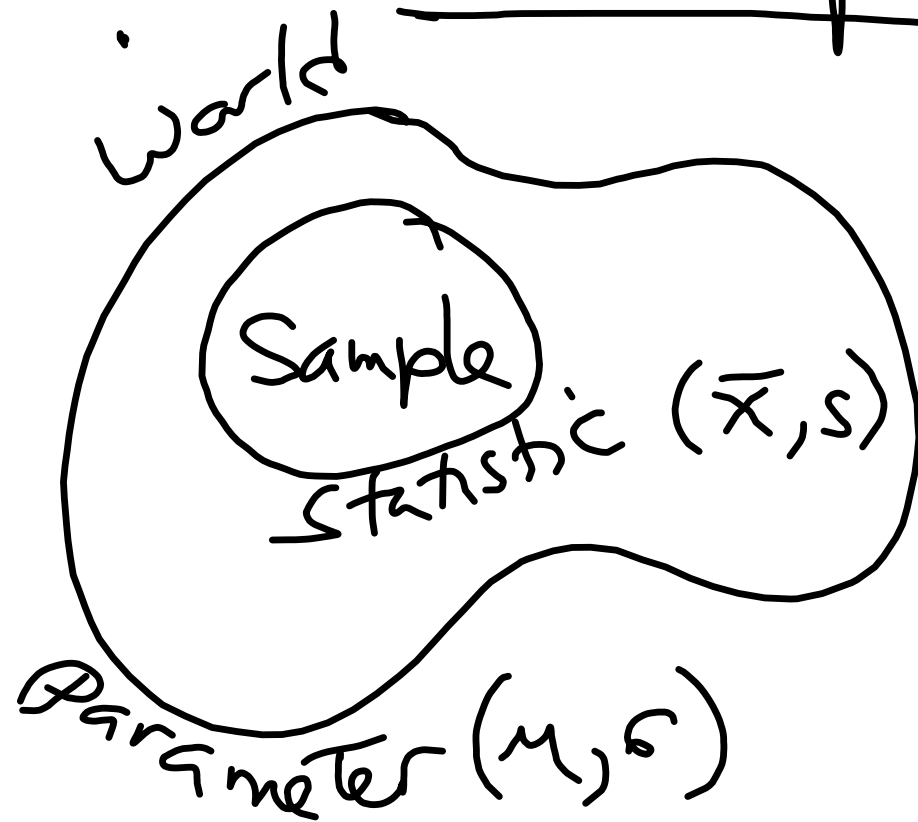 World
Sample
Statistic (x̄, s)
Parameter (μ, σ)